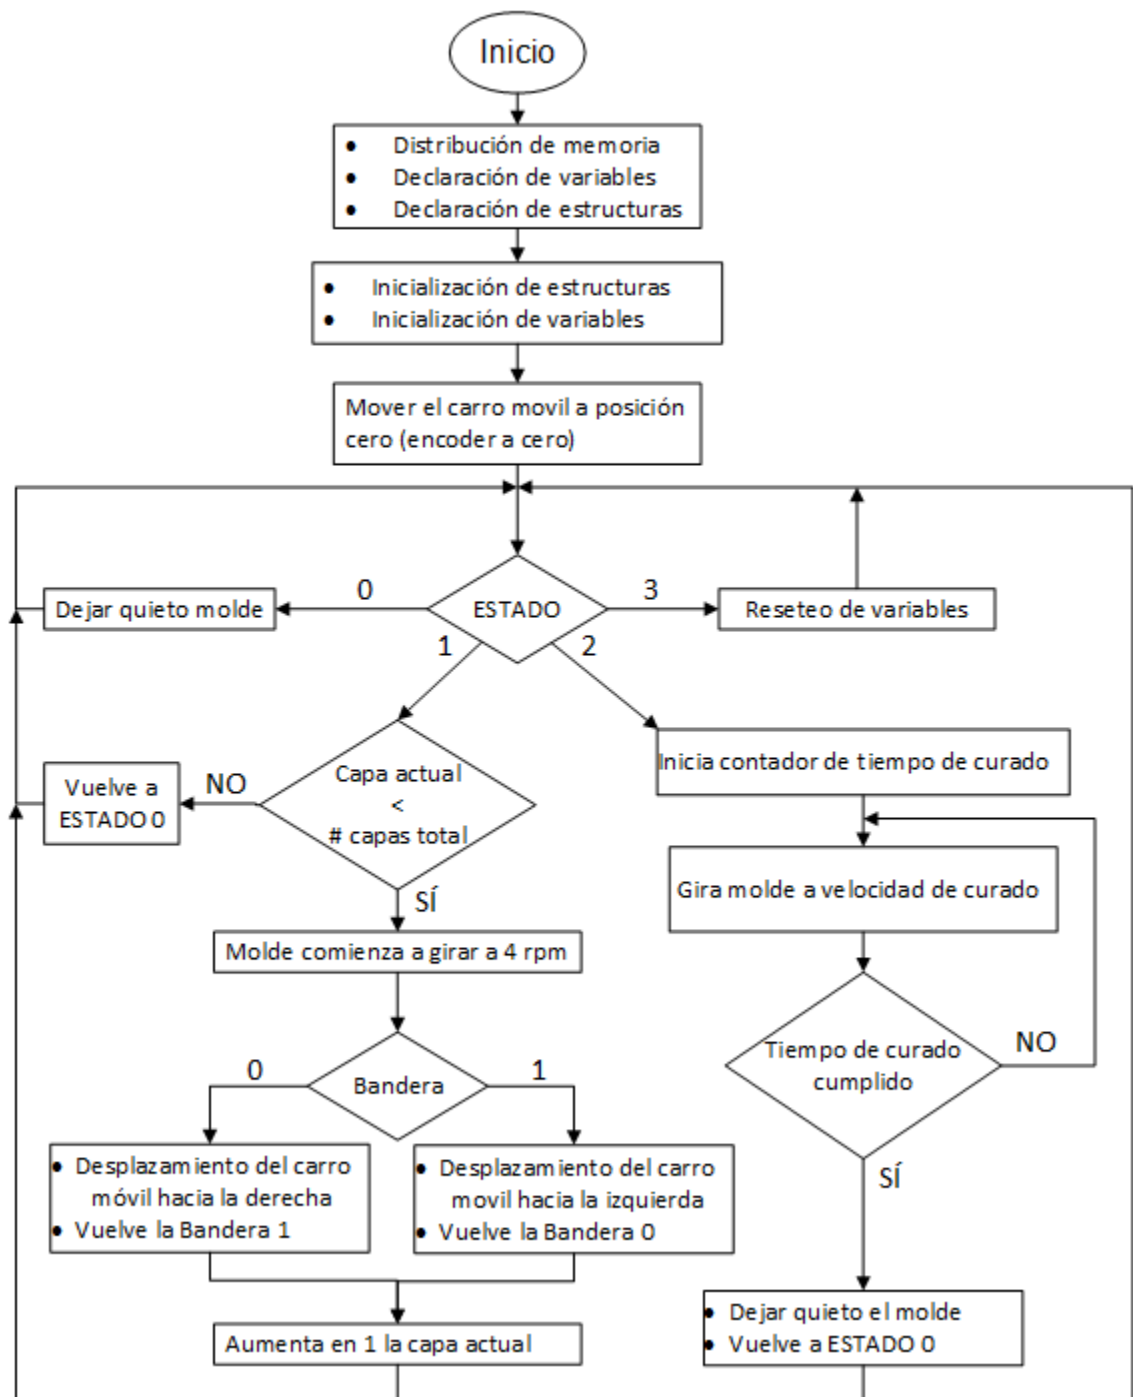 Inicio
• Distribución de memoria
• Declaración de variables
• Declaración de estructuras
• Inicialización de estructuras
• Inicialización de variables
Mover el carro movil a posición
cero (encoder a cero)
Dejar quieto molde
0
ESTADO
3
Reseteo de variables
1
2
Vuelve a
ESTADO 0
NO
Capa actual
<
# capas total
SÍ
Inicia contador de tiempo de curado
Gira molde a velocidad de curado
Molde comienza a girar a 4 rpm
Tiempo de curado
cumplido
NO
SÍ
0
Bandera
1
• Desplazamiento del carro
móvil hacia la derecha
• Vuelve la Bandera 1
• Desplazamiento del carro
movil hacia la izquierda
• Vuelve la Bandera 0
Aumenta en 1 la capa actual
• Dejar quieto el molde
• Vuelve a ESTADO 0